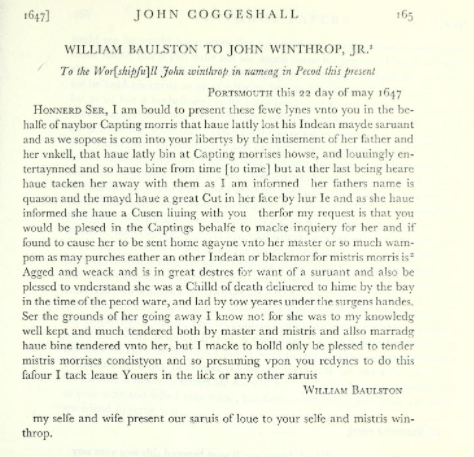 1647] JOHN COGGESHALL 165
WILLIAM BAULSTON TO JOHN WINTHROP, JR.¹
To the Wor[shipfu]ll John winthrop in nameag in Pecod this present
PORTSMOUTH this 22 day of may 1647
HONNERD SER, I am bould to present these fewe lynes vnto you in the be-
halfe of naybor Capting morris that haue lattly lost his Indean mayde saruant
and as we sopose is com into your libertys by the intisement of her father and
her vnkell, that haue latly bin at Capting morrises howse, and louuingly en-
tertaynned and so haue bine from time [to time] but at ther last being heare
haue tacken her away with them as I am informed her fathers name is
quason and the mayd haue a great Cut in her face by hur Ie and as she haue
informed she haue a Cusen liuing with you therfor my request is that you
would be plesed in the Captings behalfe to macke inquiery for her and if
found to cause her to be sent home agayne vnto her master or so much wam-
pom as may purches eather an other Indean or blackmor for mistris morris is²
Agged and weack and is in great destres for want of a suruant and also be
plessed to vnderstand she was a Chilld of death deliuered to hime by the bay
in the time of the pecod ware, and lad by tow yeares under the surgens handes.
Ser the grounds of her going away I know not for she was to my knowledg
well kept and much tendered both by master and mistris and allso marradg
haue bine tendered vnto her, but I macke to holld only be plessed to tender
mistris morrises condistyon and so presuming vpon you redynes to do this
fafour I tack leaue Youers in the lick or any other saruis
WILLIAM BAULSTON
my selfe and wife present our saruis of loue to your selfe and mistris win-
throp.